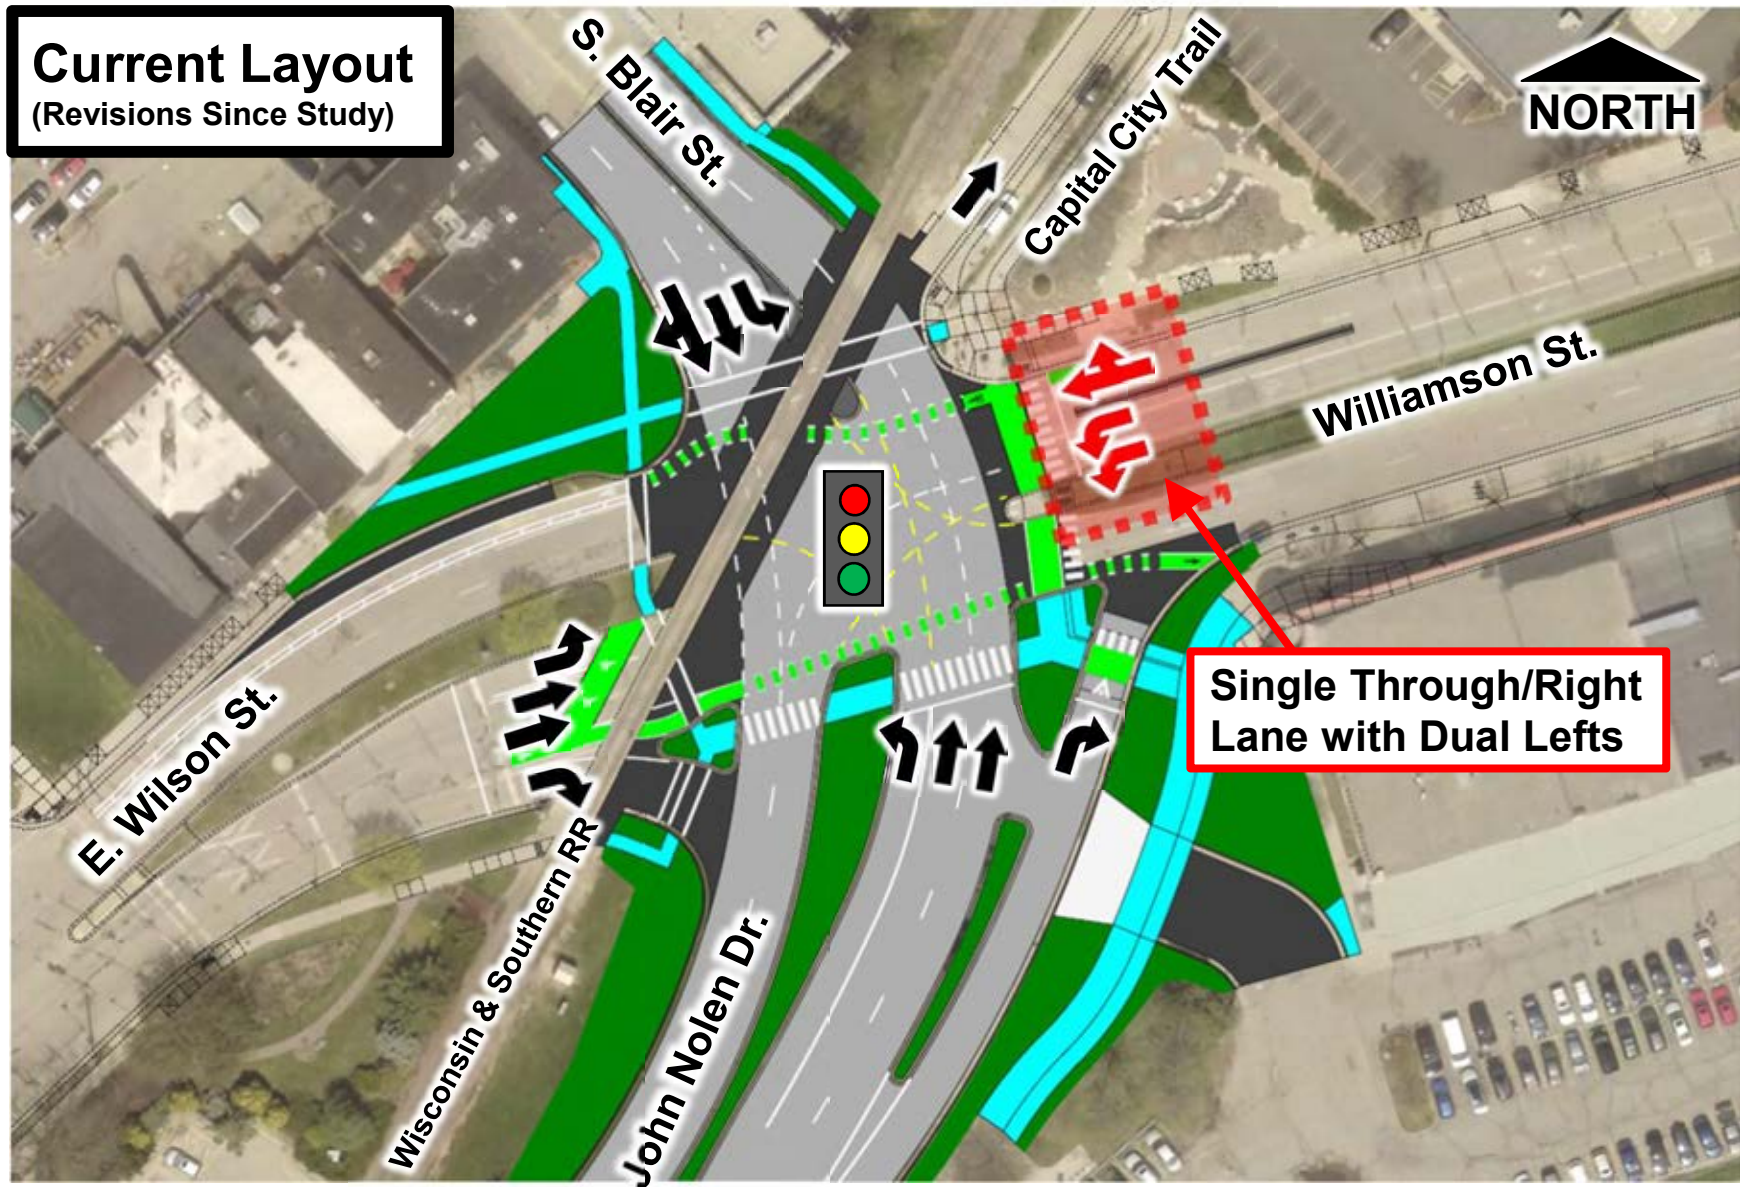 Current Layout
(Revisions Since Study)
S. Blair St.
Capital City Trail
NORTH
Williamson St.
Single Through/Right
Lane with Dual Lefts
E. Wilson St.
Wisconsin & Southern RR
John Nolen Dr.